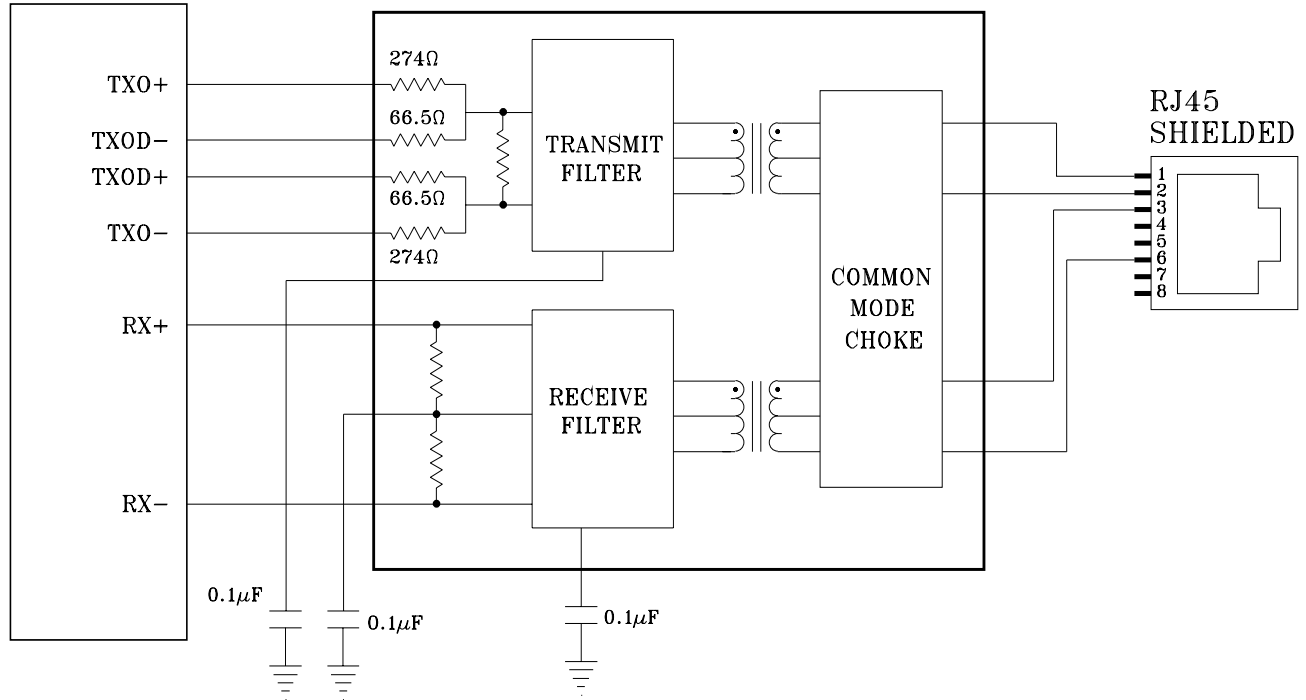 TXO+
TXOD-
TXOD+
TXO-
RX+
RX-
274Ω
66.5Ω
66.5Ω
274Ω
TRANSMIT
FILTER
RECEIVE
FILTER
COMMON
MODE
CHOKE
RJ45
SHIELDED
1
2
3
4
5
6
7
8
0.1µF
0.1µF
0.1µF